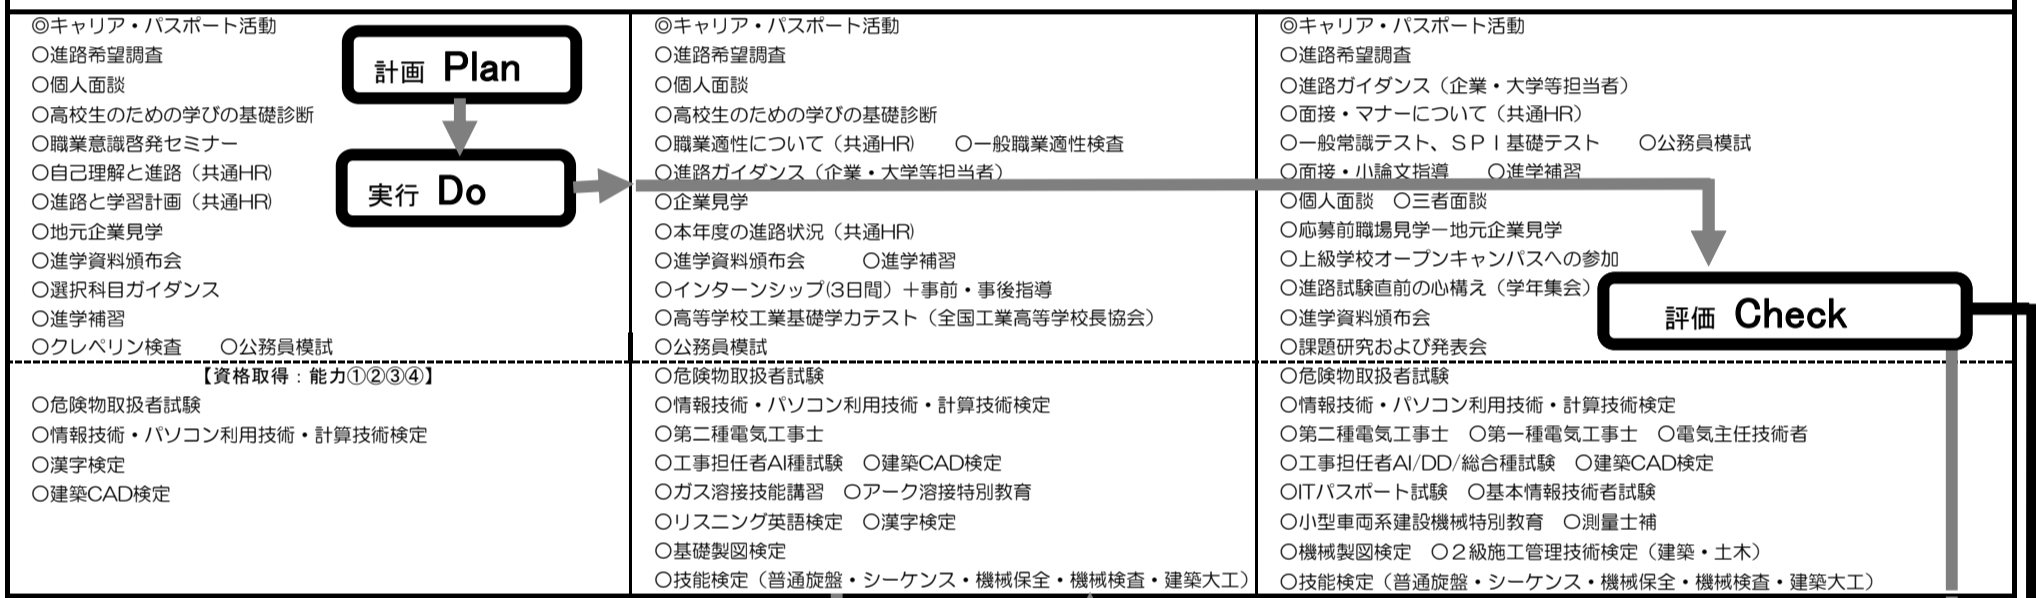 ◎キャリア・パスポート活動
○進路希望調査
○個人面談
○高校生のための学びの基礎診断
○職業意識啓発セミナー
○自己理解と進路（共通HR）
○進路と学習計画（共通HR）
○地元企業見学
○進学資料頒布会
○選択科目ガイダンス
○進学補習
○クレペリン検査　○公務員模試
計画 Plan
実行 Do
【資格取得：能力①②③④】
○危険物取扱者試験
○情報技術・パソコン利用技術・計算技術検定
○漢字検定
○建築CAD検定
◎キャリア・パスポート活動
○進路希望調査
○個人面談
○高校生のための学びの基礎診断
○職業適性について（共通HR）　○一般職業適性検査
○進路ガイダンス（企業・大学等担当者）
○企業見学
○本年度の進路状況（共通HR）
○進学資料頒布会　○進学補習
○インターンシップ(3日間）＋事前・事後指導
○高等学校工業基礎学力テスト（全国工業高等学校長協会）
○公務員模試
○危険物取扱者試験
○情報技術・パソコン利用技術・計算技術検定
○第二種電気工事士
○工事担任者AI種試験　○建築CAD検定
○ガス溶接技能講習　○アーク溶接特別教育
○リスニング英語検定　○漢字検定
○基礎製図検定
○技能検定（普通旋盤・シーケンス・機械保全・機械検査・建築大工）
◎キャリア・パスポート活動
○進路希望調査
○進路ガイダンス（企業・大学等担当者）
○面接・マナーについて（共通HR）
○一般常識テスト、ＳＰＩ基礎テスト　○公務員模試
○面接・小論文指導　○進学補習
○個人面談　○三者面談
○応募前職場見学－地元企業見学
○上級学校オープンキャンパスへの参加
○進路試験直前の心構え（学年集会）
○進学資料頒布会
○課題研究および発表会
評価 Check
○危険物取扱者試験
○情報技術・パソコン利用技術・計算技術検定
○第二種電気工事士　○第一種電気工事士　○電気主任技術者
○工事担任者AI/DD/総合種試験　○建築CAD検定
○ITパスポート試験　○基本情報技術者試験
○小型車両系建設機械特別教育　○測量士補
○機械製図検定　○２級施工管理技術検定（建築・土木）
○技能検定（普通旋盤・シーケンス・機械保全・機械検査・建築大工）